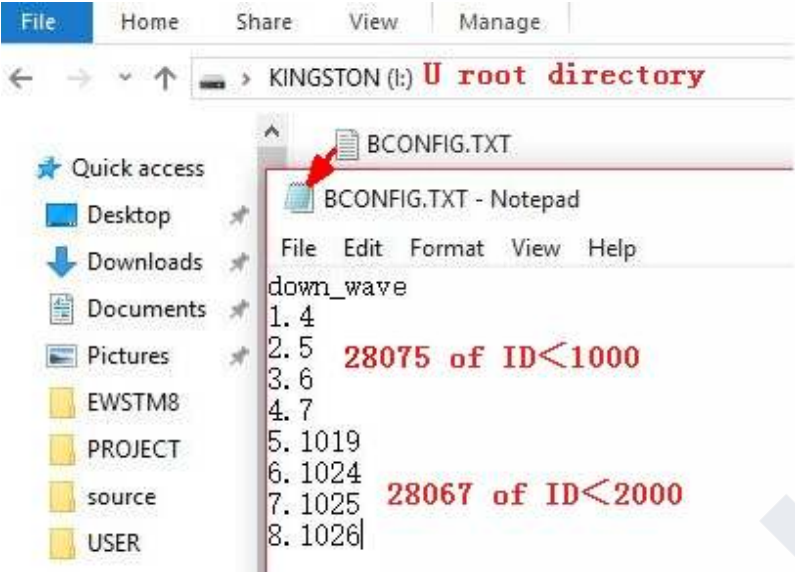 File Home Share View Manage
KINGSTON (I:) U root directory
BCONFIG.TXT
Quick access
Desktop
Downloads
Documents
Pictures
EWSTM8
PROJECT
source
USER
BCONFIG.TXT - Notepad
File Edit Format View Help
down_wave
1.4
2.5
28075 of ID<1000
3.6
4.7
5.1019
6.1024
7.1025
28067 of ID<2000
8.1026